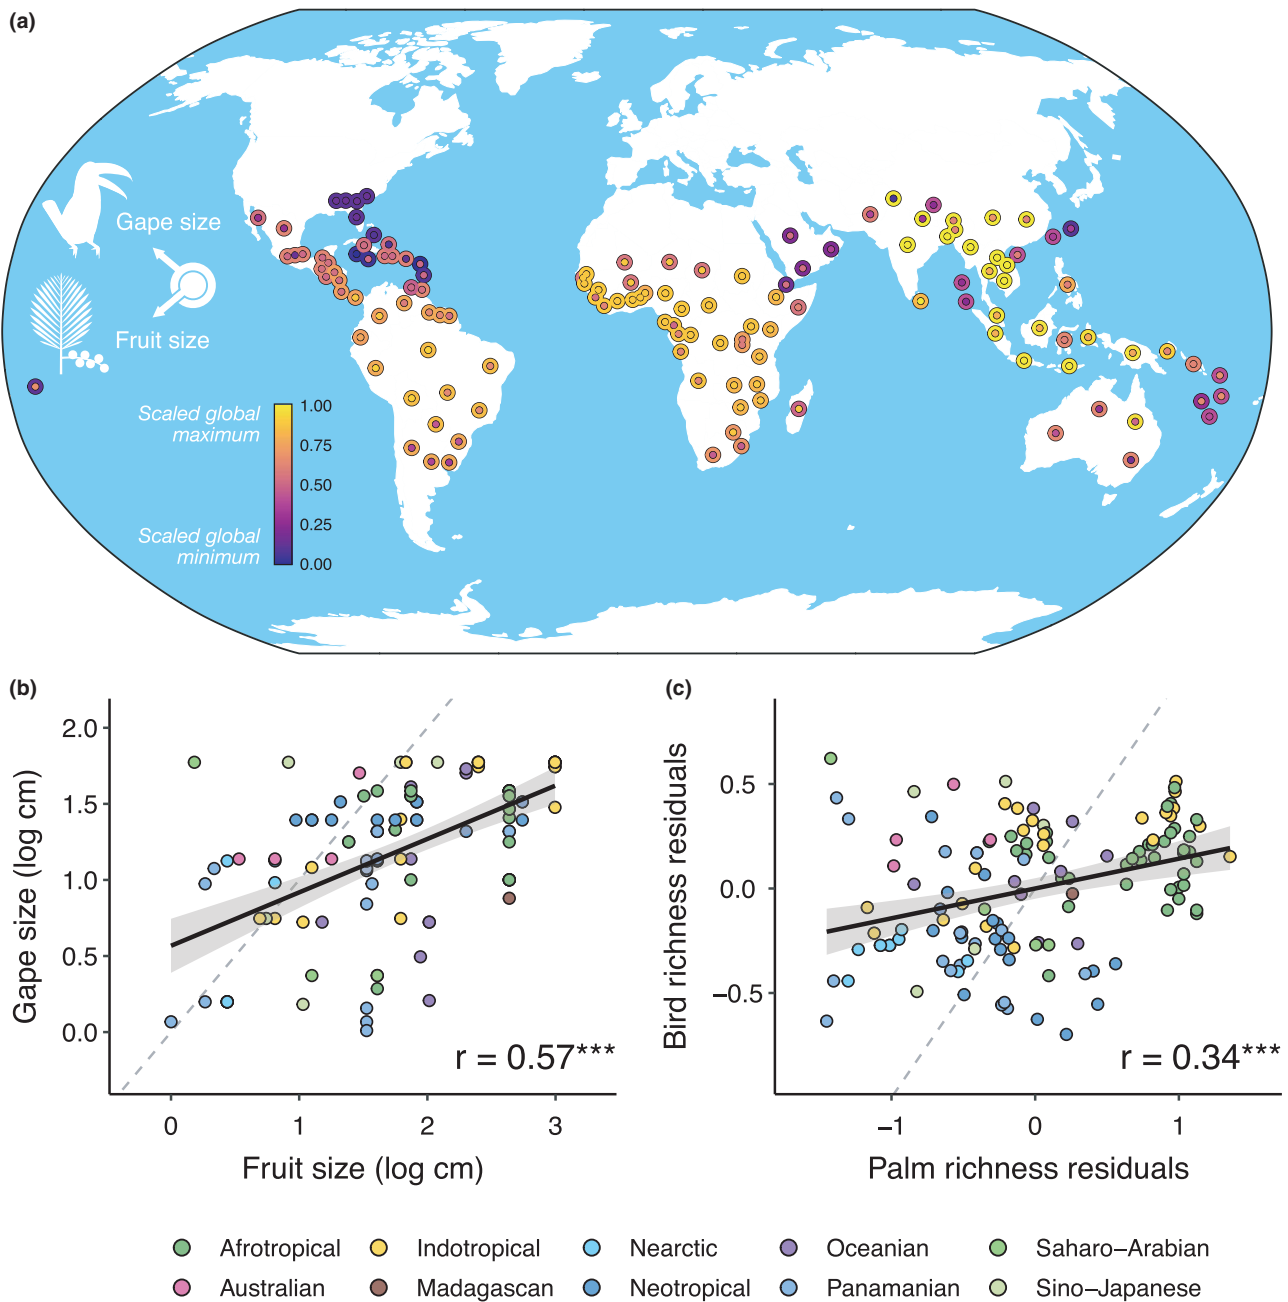 (a)
Gape size
Fruit size
Scaled global
maximum
1.00
0.75
0.50
0.25
0.00
Scaled global
minimum
(b)
Gape size (log cm)
2.0
1.5
1.0
0.5
0.0
r = 0.57***
0 1 2 3
Fruit size (log cm)
(c)
Bird richness residuals
0.5
0.0
−0.5
r = 0.34***
−1 0 1
Palm richness residuals
Afrotropical Indotropical Nearctic Oceanian Saharo−Arabian
Australian Madagascan Neotropical Panamanian Sino−Japanese